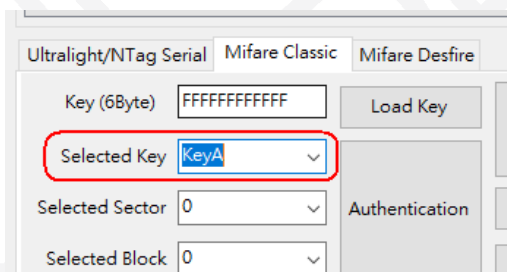 Ultralight/NTag Serial Mifare Classic Mifare Desfire
Key (6Byte) FFFFFFFFFFFF Load Key
Selected Key KeyA
Selected Sector 0 Authentication
Selected Block 0